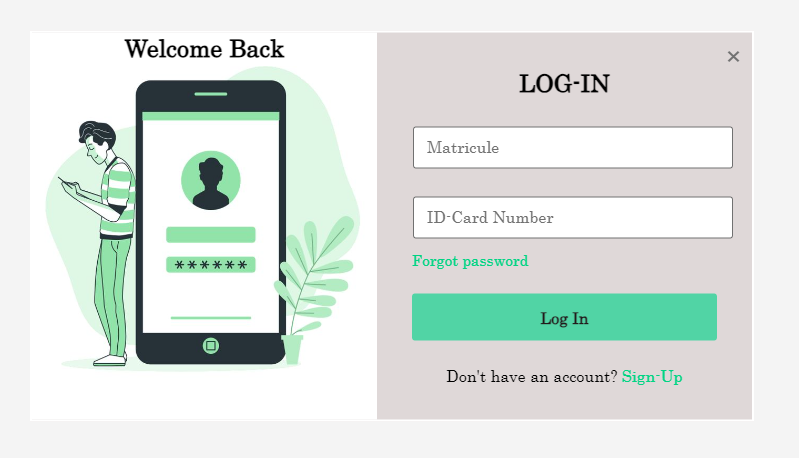 Welcome Back
******
×
LOG-IN
Matricule
ID-Card Number
Forgot password
Log In
Don't have an account? Sign-Up